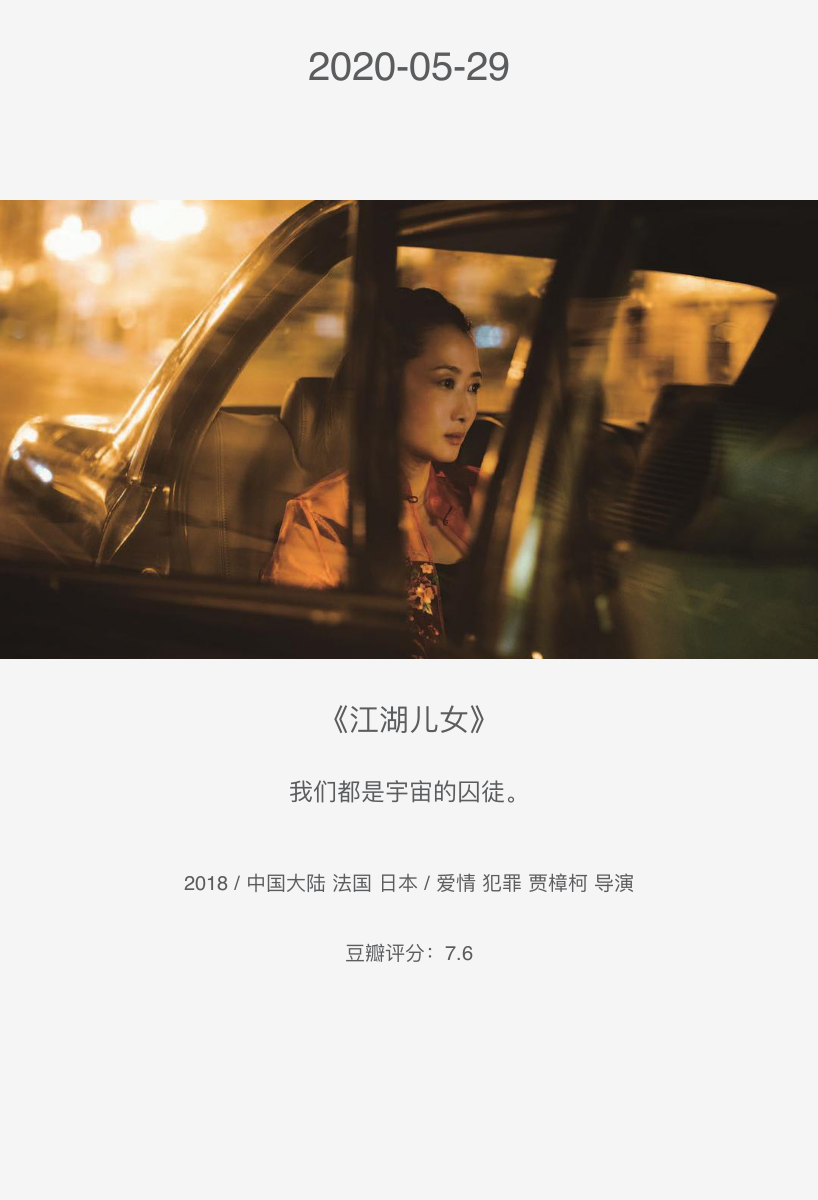 2020-05-29
《江湖儿女》
我们都是宇宙的囚徒。
2018 / 中国大陆 法国 日本 / 爱情 犯罪 贾樟柯 导演
豆瓣评分：7.6